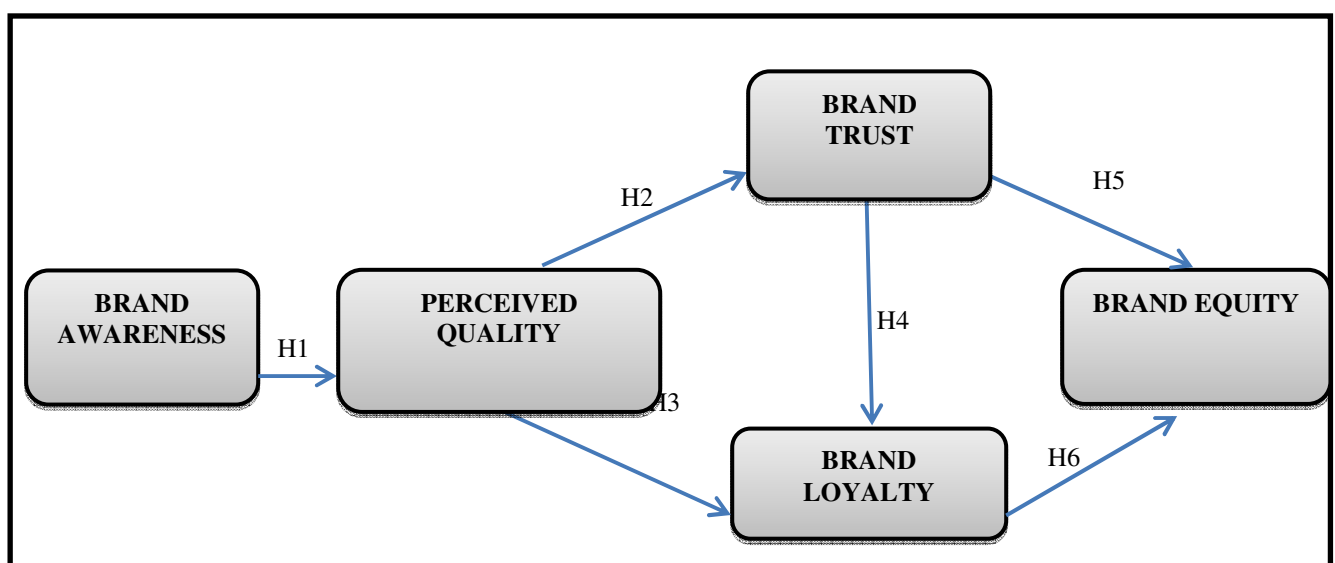 BRAND
TRUST
H5
H2
BRAND
AWARENESS
PERCEIVED
QUALITY
BRAND EQUITY
H1
H4
H3
BRAND
LOYALTY
H6